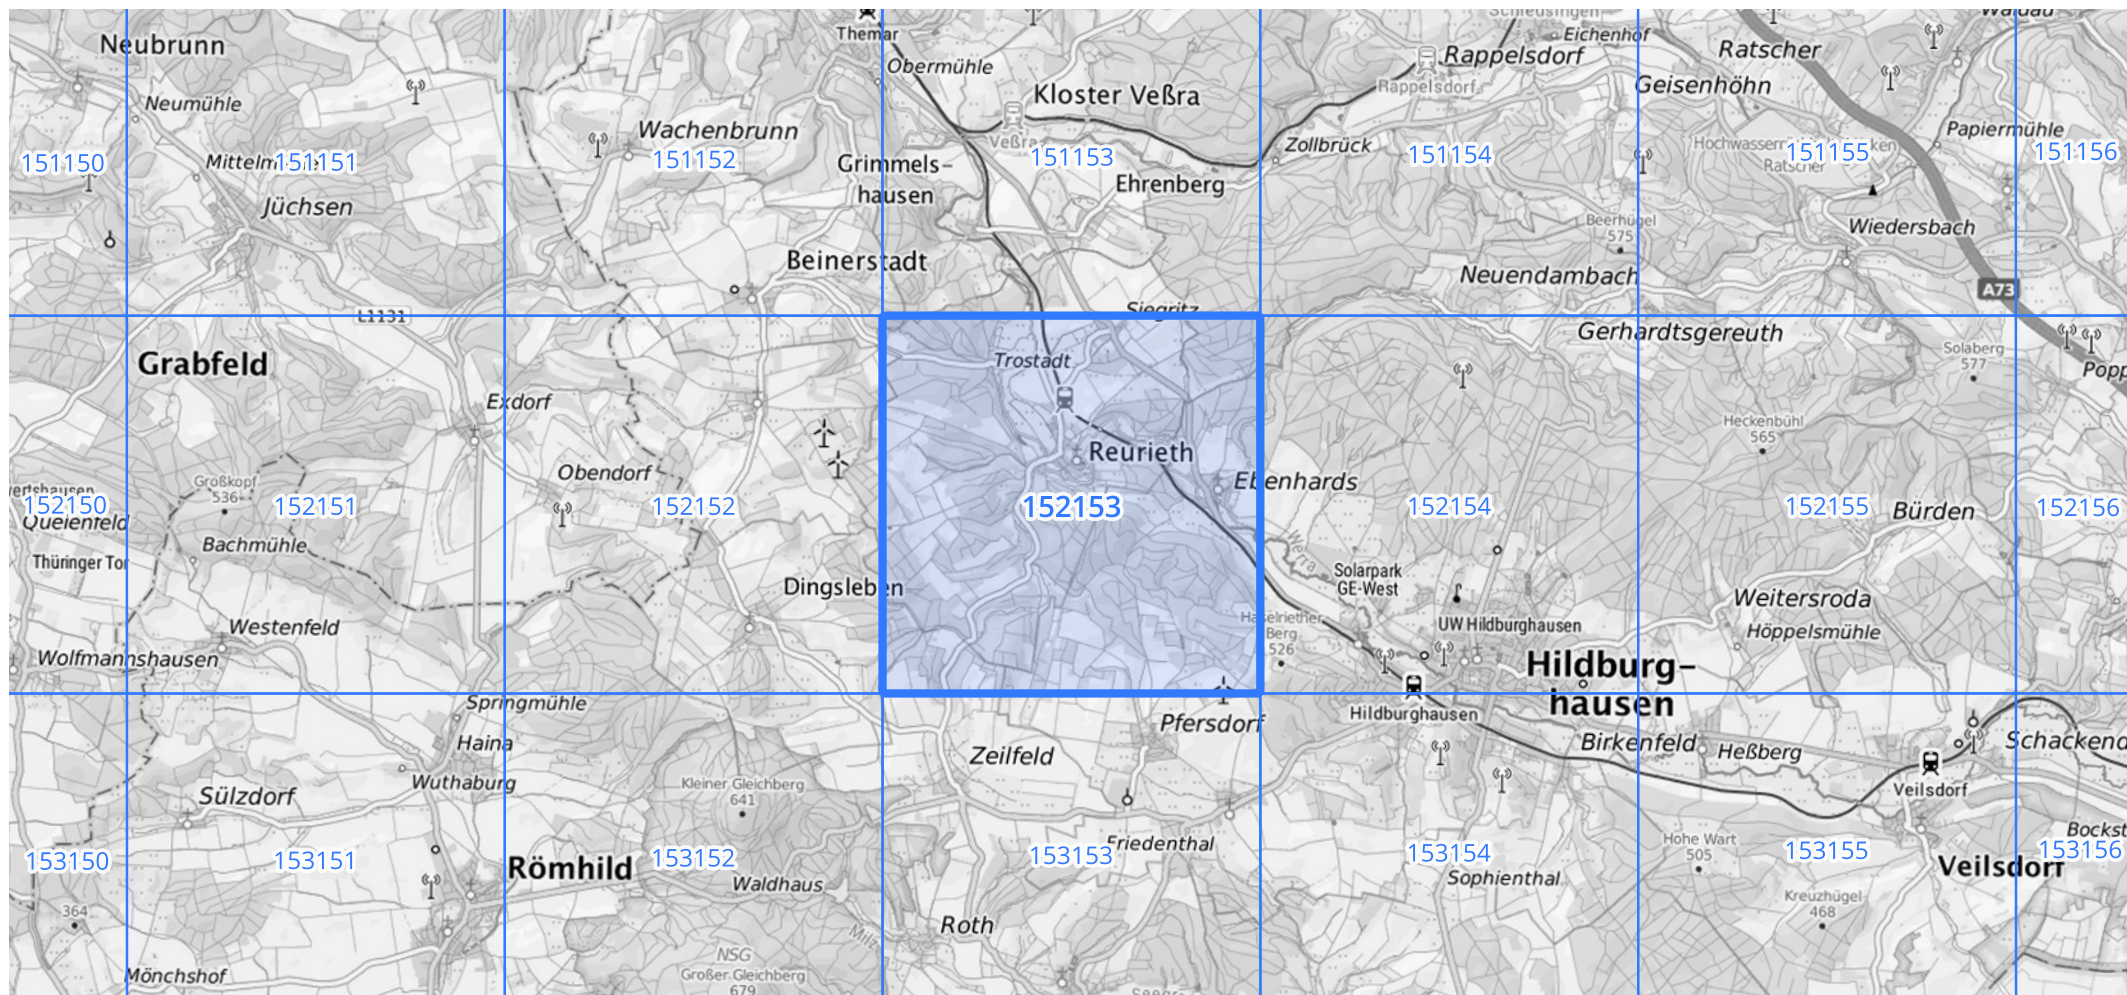 Schleusingen
Waldau
Neubrunn
Themar
Eichenhof
Ratscher
Obermühle
Rappelsdorf
Rappelsdorf
Geisenhöhn
Neumühle
Kloster Veßra
Wachenbrunn
Papiermühle
Veßra
Zollbrück
151150
151151
151152
Grimmels-
hausen
151153
151154
151155
Ratscher
151156
Ehrenberg
Jüchsen
Beerhügel
575
Wiedersbach
Beinerstadt
Neuendambach
A73
Siegritz
L1131
Gerhardtsgereuth
Grabfeld
Trostadt
Solaberg
577
Exdorf
Heckenbühl
565
Reurieth
Obendorf
Ebenhards
Großkopf
536
152150
152151
152152
152153
152154
152155
152156
Queienfeld
Bürden
Bachmühle
Thüringer Tor
Werra
Solarpark
GE-West
Dingsleben
Weitersroda
Haselriether
Berg
526
UW Hildburghausen
Westenfeld
Höppelsmühle
Wolfmannshausen
Hildburg-
hausen
Springmühle
Hildburghausen
Pfersdorf
Haina
Zeilfeld
Birkenfeld
Heßberg
Wuthaburg
Kleiner Gleichberg
641
Veilsdorf
Sülzdorf
Friedenthal
Hohe Wart
505
153150
153151
153152
153153
153154
153155
153156
Römhild
Waldhaus
Sophienthal
Veilsdorf
364
Kreuzhügel
468
Roth
Milz
NSG
Großer Gleichberg
679
Mönchshof